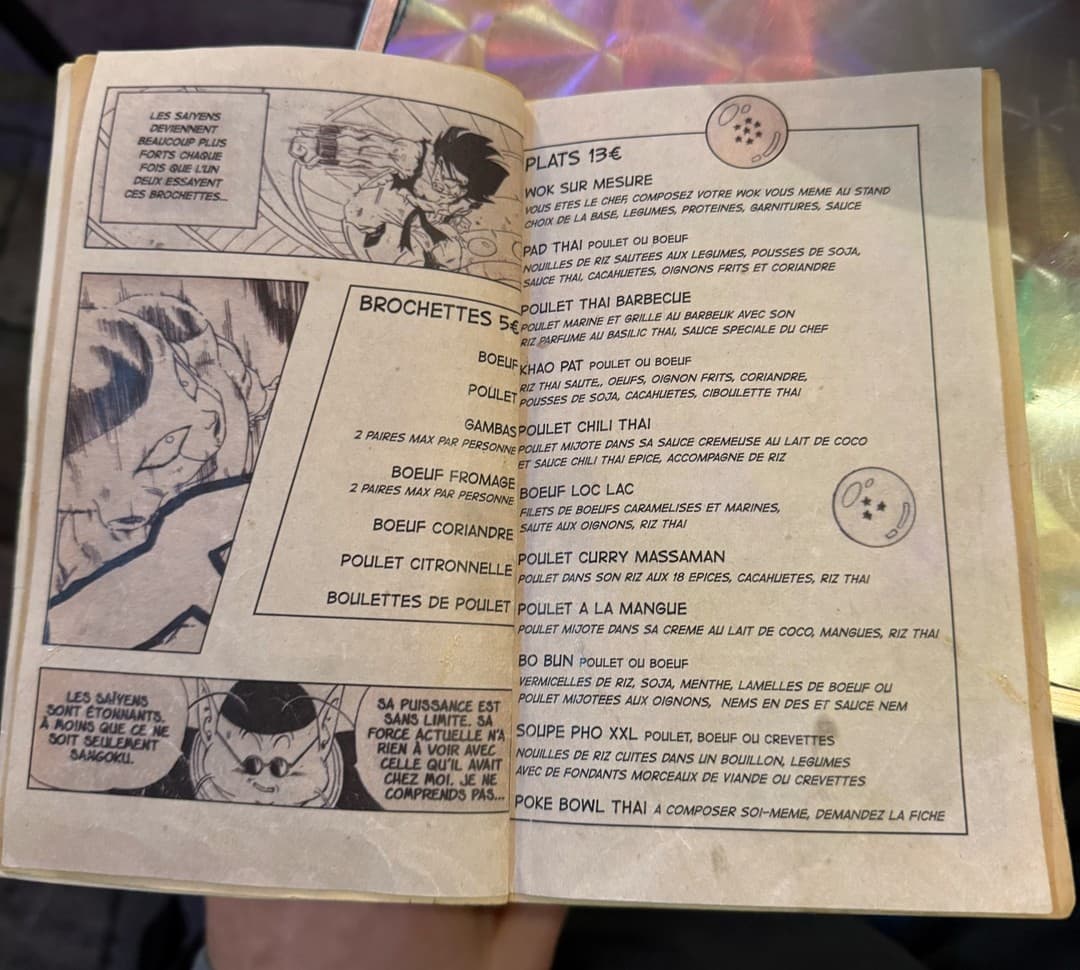 LES SAIYENS
DEVIENNENT
BEAUCOUP PLUS
FORTS CHAQUE
FOIS QUE L'UN
DEUX ESSAYENT
CES BROCHETTES...
BROCHETTES 5€
BOEUF
POULET
GAMBAS
2 PAIRES MAX PAR PERSONNE
BOEUF FROMAGE
2 PAIRES MAX PAR PERSONNE
BOEUF CORIANDRE
POULET CITRONNELLE
BOULETTES DE POULET
LES SAÏYENS
SONT ÉTONNANTS.
À MOINS QUE CE NE
SOIT SEULEMENT
SANGOKU.
SA PUISSANCE EST
SANS LIMITE. SA
FORCE ACTUELLE N'A
RIEN À VOIR AVEC
CELLE QU'IL AVAIT
CHEZ MOI. JE NE
COMPRENDS PAS...
PLATS 13€
WOK SUR MESURE
VOUS ETES LE CHEF, COMPOSEZ VOTRE WOK VOUS MEME AU STAND
CHOIX DE LA BASE, LEGUMES, PROTEINES, GARNITURES, SAUCE
PAD THAI POULET OU BOEUF
NOUILLES DE RIZ SAUTEES AUX LEGUMES, POUSSES DE SOJA,
SAUCE THAI, CACAHUETES, OIGNONS FRITS ET CORIANDRE
POULET THAI BARBECUE
POULET MARINE ET GRILLE AU BARBEUK AVEC SON
RIZ PARFUME AU BASILIC THAI, SAUCE SPECIALE DU CHEF
KHAO PAT POULET OU BOEUF
RIZ THAI SAUTE,, OEUFS, OIGNON FRITS, CORIANDRE,
POUSSES DE SOJA, CACAHUETES, CIBOULETTE THAI
POULET CHILI THAI
POULET MIJOTE DANS SA SAUCE CREMEUSE AU LAIT DE COCO
ET SAUCE CHILI THAI EPICE, ACCOMPAGNE DE RIZ
BOEUF LOC LAC
FILETS DE BOEUFS CARAMELISES ET MARINES,
SAUTE AUX OIGNONS, RIZ THAI
POULET CURRY MASSAMAN
POULET DANS SON RIZ AUX 18 EPICES, CACAHUETES, RIZ THAI
POULET A LA MANGUE
POULET MIJOTE DANS SA CREME AU LAIT DE COCO, MANGUES, RIZ THAI
BO BUN POULET OU BOEUF
VERMICELLES DE RIZ, SOJA, MENTHE, LAMELLES DE BOEUF OU
POULET MIJOTEES AUX OIGNONS, NEMS EN DES ET SAUCE NEM
SOUPE PHO XXL POULET, BOEUF OU CREVETTES
NOUILLES DE RIZ CUITES DANS UN BOUILLON, LEGUMES
AVEC DE FONDANTS MORCEAUX DE VIANDE OU CREVETTES
POKE BOWL THAI A COMPOSER SOI-MEME, DEMANDEZ LA FICHE